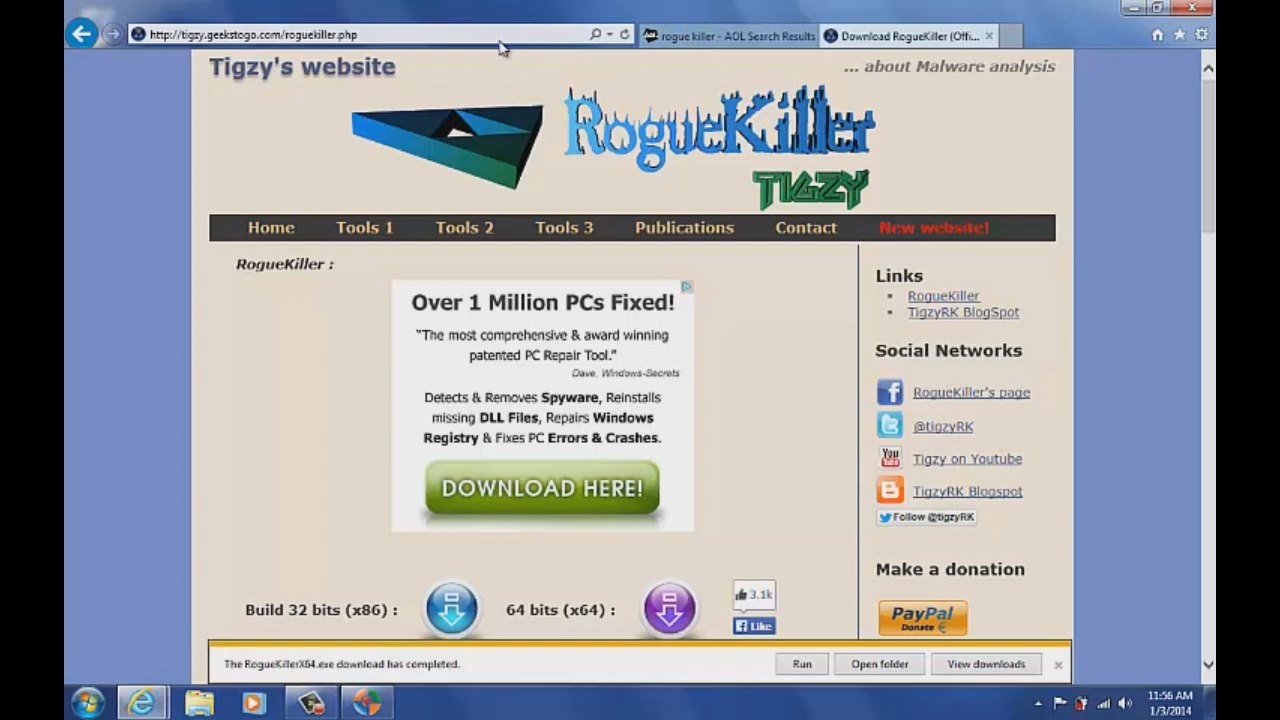 http://tigzy.geekstogo.com/roguekiller.php
rogue killer - AOL Search Results
Download RogueKiller (Offi...
Tigzy's website
... about Malware analysis
RogueKiller
TIGZY
Home Tools 1 Tools 2 Tools 3 Publications Contact New website!
RogueKiller :
Over 1 Million PCs Fixed!
"The most comprehensive & award winning
patented PC Repair Tool."
Dave, Windows-Secrets
Detects & Removes Spyware, Reinstalls
missing DLL Files, Repairs Windows
Registry & Fixes PC Errors & Crashes.
DOWNLOAD HERE!
Build 32 bits (x86) :
64 bits (x64) :
3.1k
Like
Links
RogueKiller
TigzyRK BlogSpot
Social Networks
RogueKiller's page
@tigzyRK
You
Tigzy on Youtube
TigzyRK Blogspot
Follow @tigzyRK
Make a donation
PayPal
Donate €
The RogueKillerX64.exe download has completed.
Run
Open folder
View downloads
11:56 AM
1/3/2014